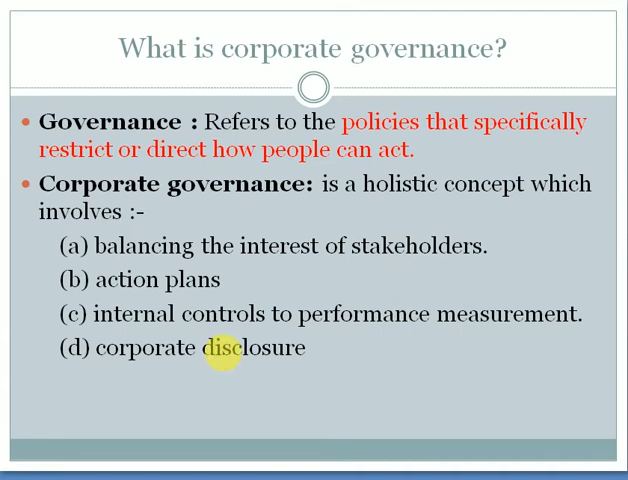 What is corporate governance?
Governance : Refers to the policies that specifically
restrict or direct how people can act.
Corporate governance: is a holistic concept which
involves :-
(a) balancing the interest of stakeholders.
(b) action plans
(c) internal controls to performance measurement.
(d) corporate disclosure